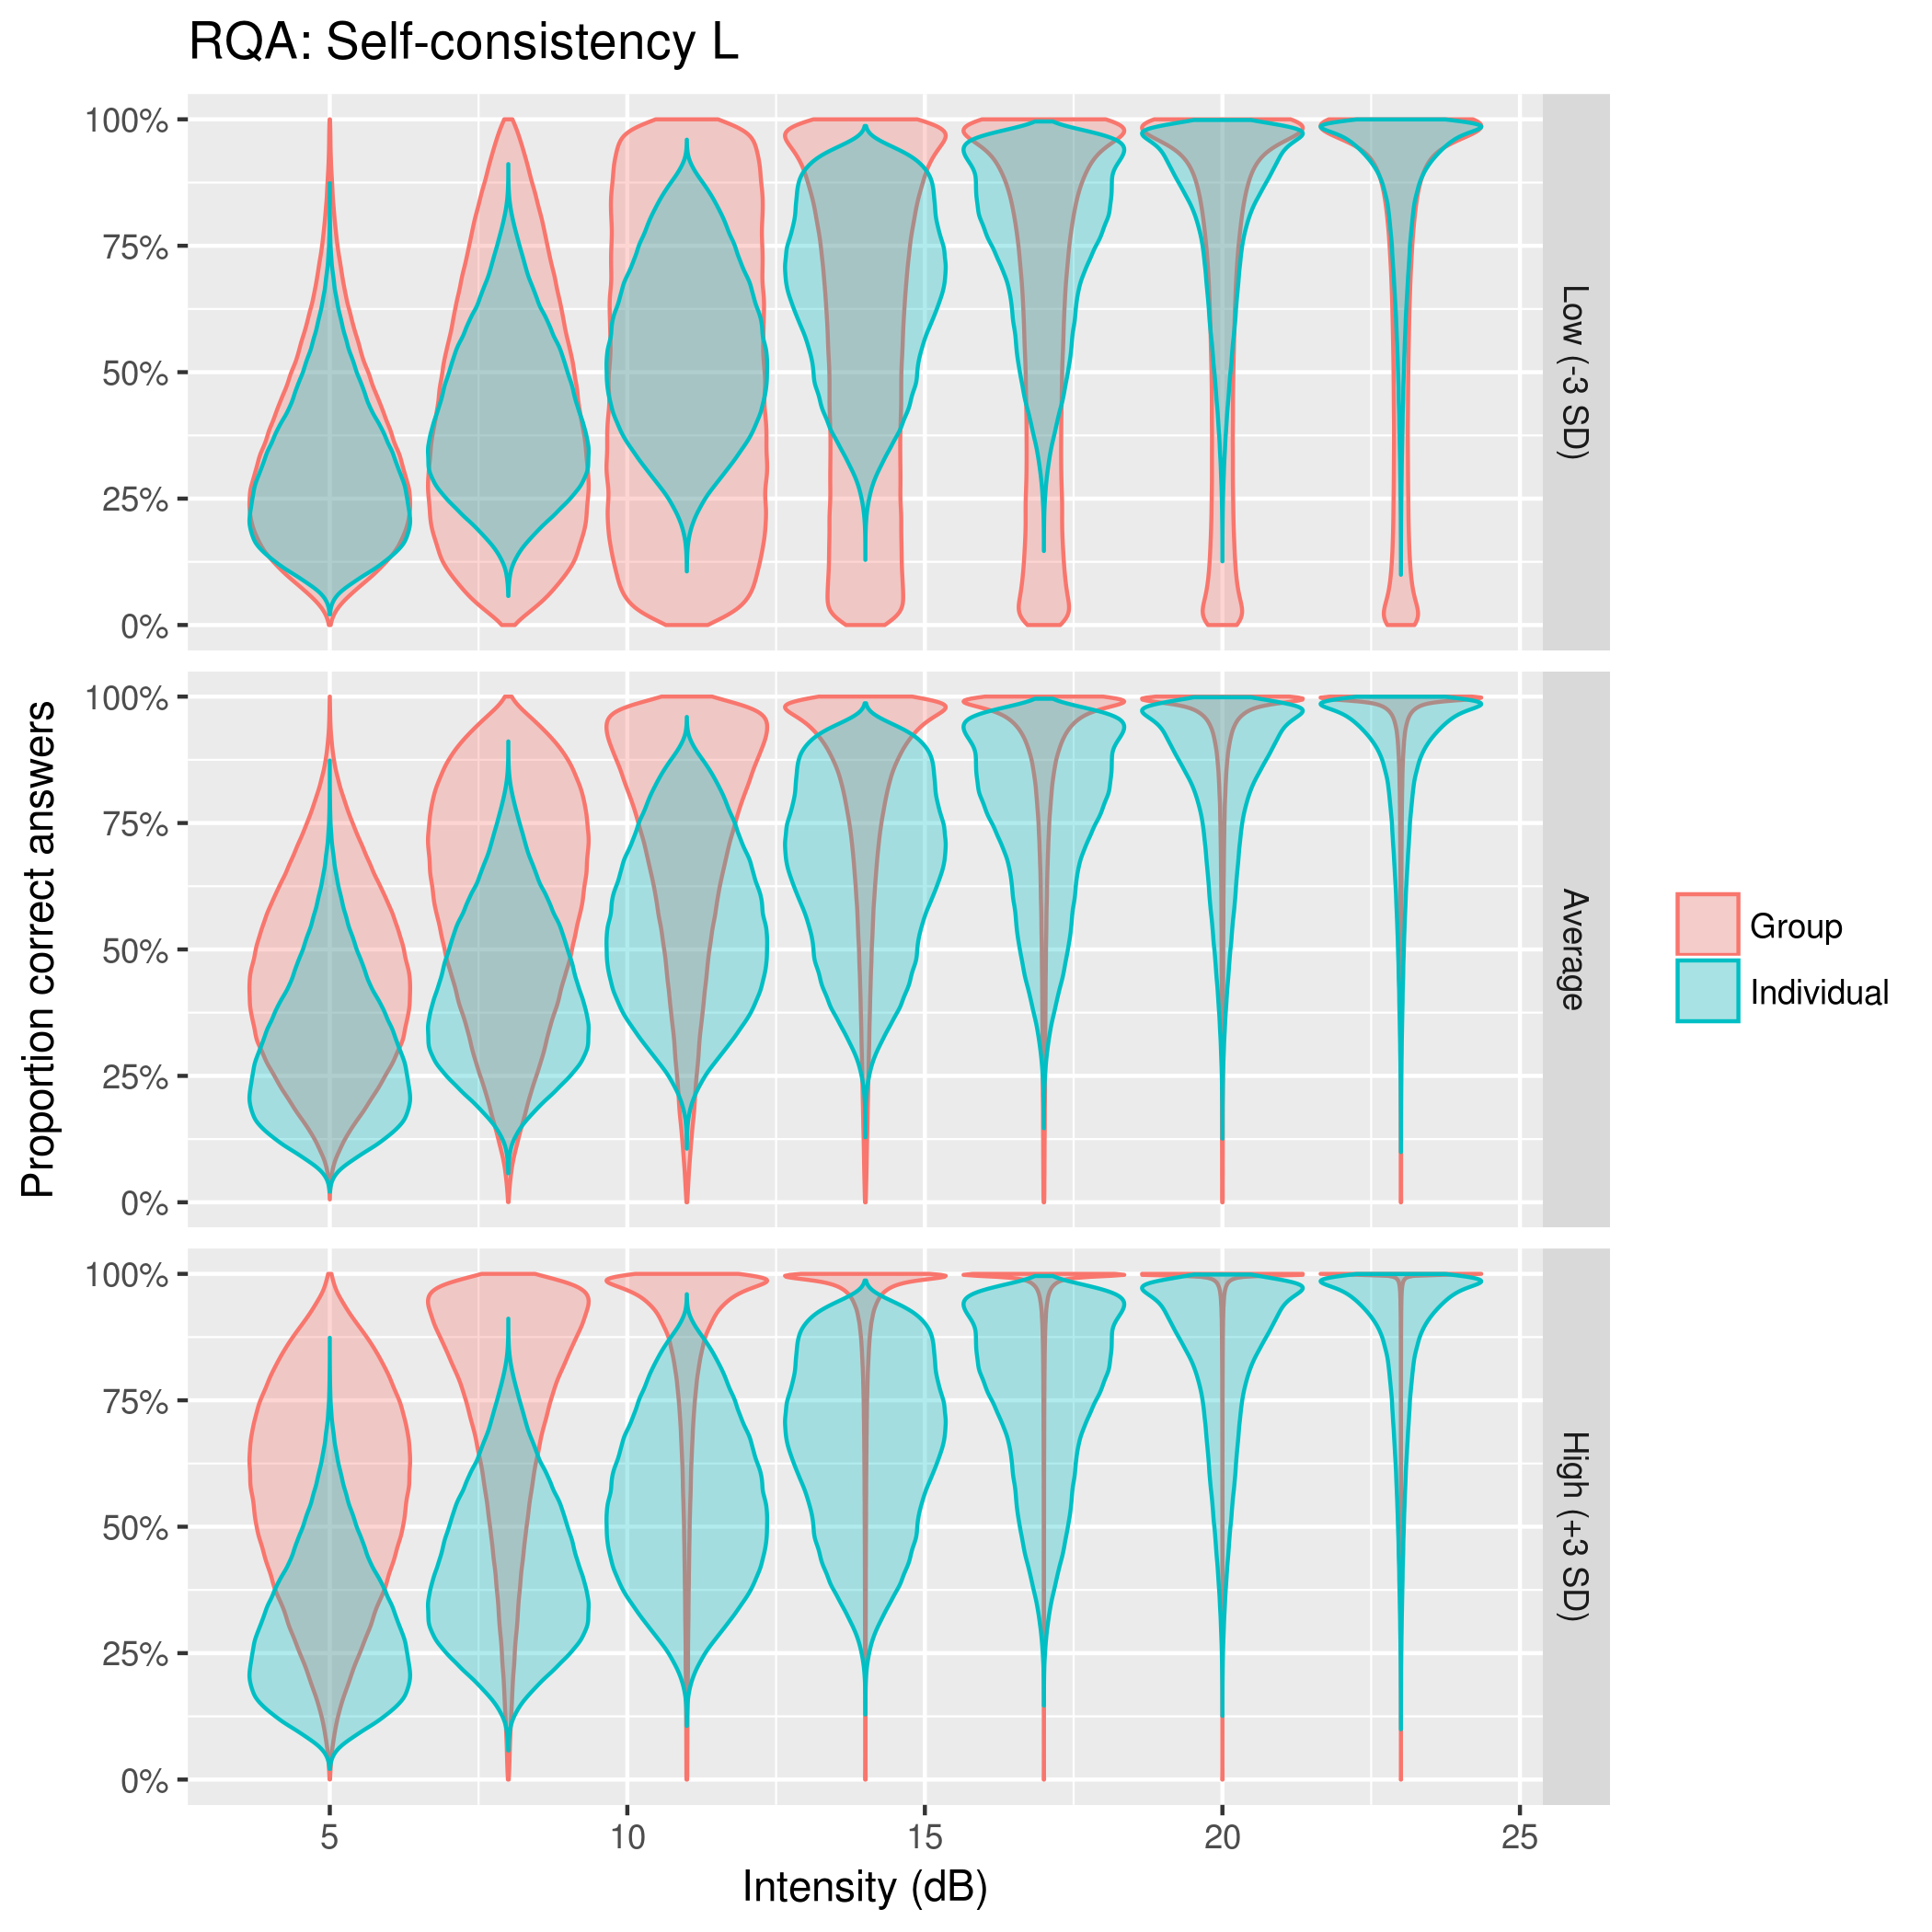 RQA: Self-consistency L
100%
75%
50%
25%
0%
Low (-3 SD)
100%
75%
50%
25%
0%
Average
100%
75%
50%
25%
0%
High (+3 SD)
Proportion correct answers
5 10 15 20 25
Intensity (dB)
Group
Individual